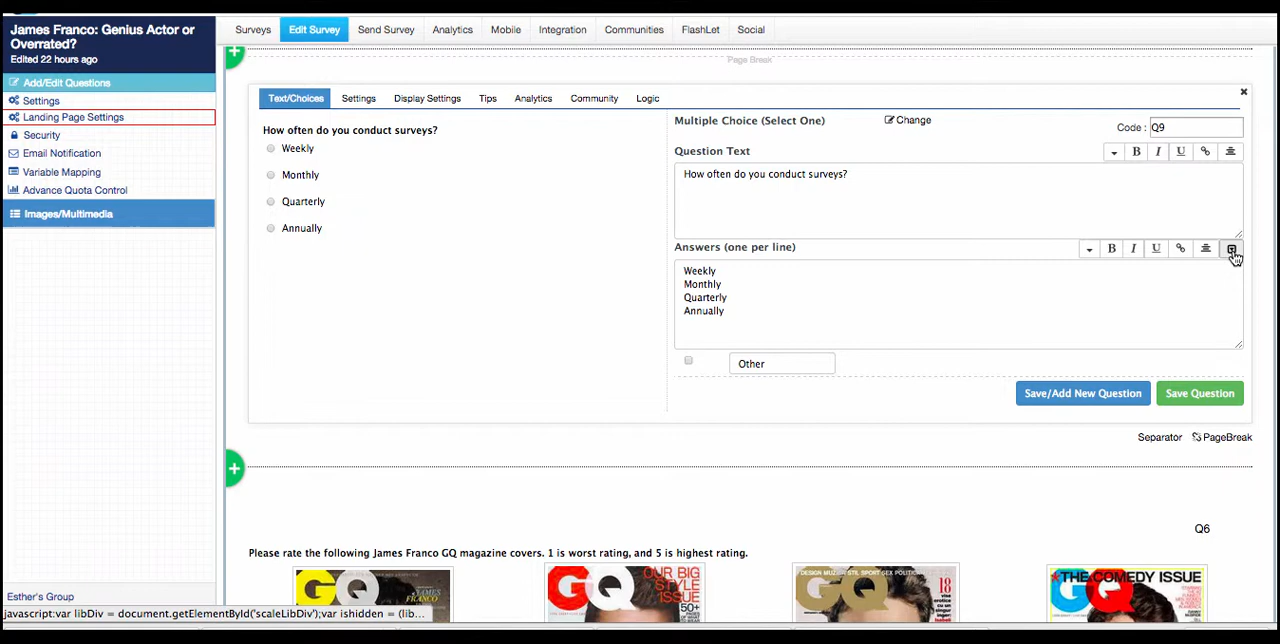 James Franco: Genius Actor or
Overrated?
Edited 22 hours ago
Add/Edit Questions
Settings
Landing Page Settings
Security
Email Notification
Variable Mapping
Advance Quota Control
Images/Multimedia
Esther's Group
javascript:var libDiv = document.getElementById("scaleLibDiv");var ishidden = (lib...
Surveys
Edit Survey
Send Survey
Analytics
Mobile
Integration
Communities
FlashLet
Social
Page Break
Text/Choices
Settings
Display Settings
Tips
Analytics
Community
Logic
How often do you conduct surveys?
Weekly
Monthly
Quarterly
Annually
Multiple Choice (Select One)
Change
Code : Q9
Question Text
B I U
How often do you conduct surveys?
Answers (one per line)
B I U
Weekly
Monthly
Quarterly
Annually
Other
Save/Add New Question
Save Question
Separator
PageBreak
Q6
Please rate the following James Franco GQ magazine covers. 1 is worst rating, and 5 is highest rating.
GQ
GQ
OUR BIG
STYLE
ISSUE
50+
GQ
18
THE COMEDY ISSUE
GQ